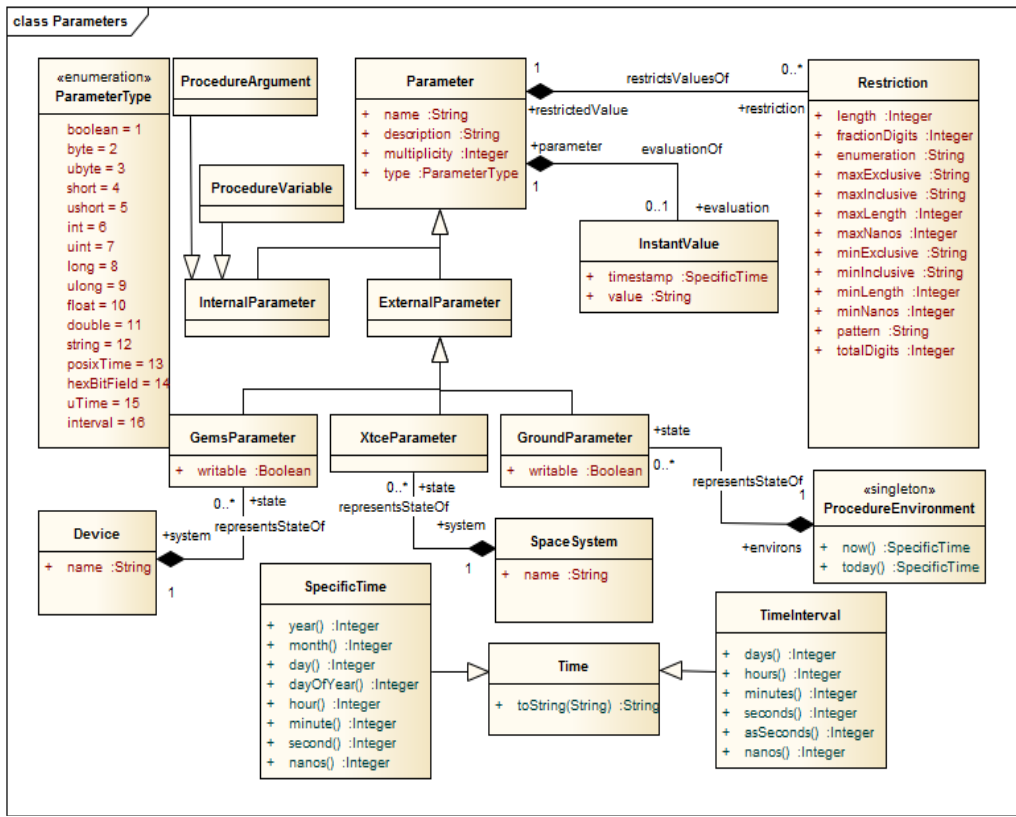 class Parameters
«enumeration»
ParameterType
boolean = 1
byte = 2
ubyte = 3
short = 4
ushort = 5
int = 6
uint = 7
long = 8
ulong = 9
float = 10
double = 11
string = 12
posixTime = 13
hexBitField = 14
uTime = 15
interval = 16
ProcedureArgument
ProcedureVariable
InternalParameter
Parameter
+ name :String
+ description :String
+ multiplicity :Integer
+ type :ParameterType
1
restrictsValuesOf
0..*
+restrictedValue
+restriction
+parameter
evaluationOf
1
0..1
+evaluation
Restriction
+ length :Integer
+ fractionDigits :Integer
+ enumeration :String
+ maxExclusive :String
+ maxInclusive :String
+ maxLength :Integer
+ maxNanos :Integer
+ minExclusive :String
+ minInclusive :String
+ minLength :Integer
+ minNanos :Integer
+ pattern :String
+ totalDigits :Integer
InstantValue
+ timestamp :SpecificTime
+ value :String
ExternalParameter
GemsParameter
+ writable :Boolean
XtceParameter
GroundParameter
+ writable :Boolean
+state
0..*
representsStateOf
1
+environs
«singleton»
ProcedureEnvironment
+ now() :SpecificTime
+ today() :SpecificTime
0..* +state
representsStateOf
+system
1
Device
+ name :String
0..* +state
representsStateOf
+system
1
SpaceSystem
+ name :String
SpecificTime
+ year() :Integer
+ month() :Integer
+ day() :Integer
+ dayOfYear() :Integer
+ hour() :Integer
+ minute() :Integer
+ second() :Integer
+ nanos() :Integer
Time
+ toString(String) :String
TimeInterval
+ days() :Integer
+ hours() :Integer
+ minutes() :Integer
+ seconds() :Integer
+ asSeconds() :Integer
+ nanos() :Integer